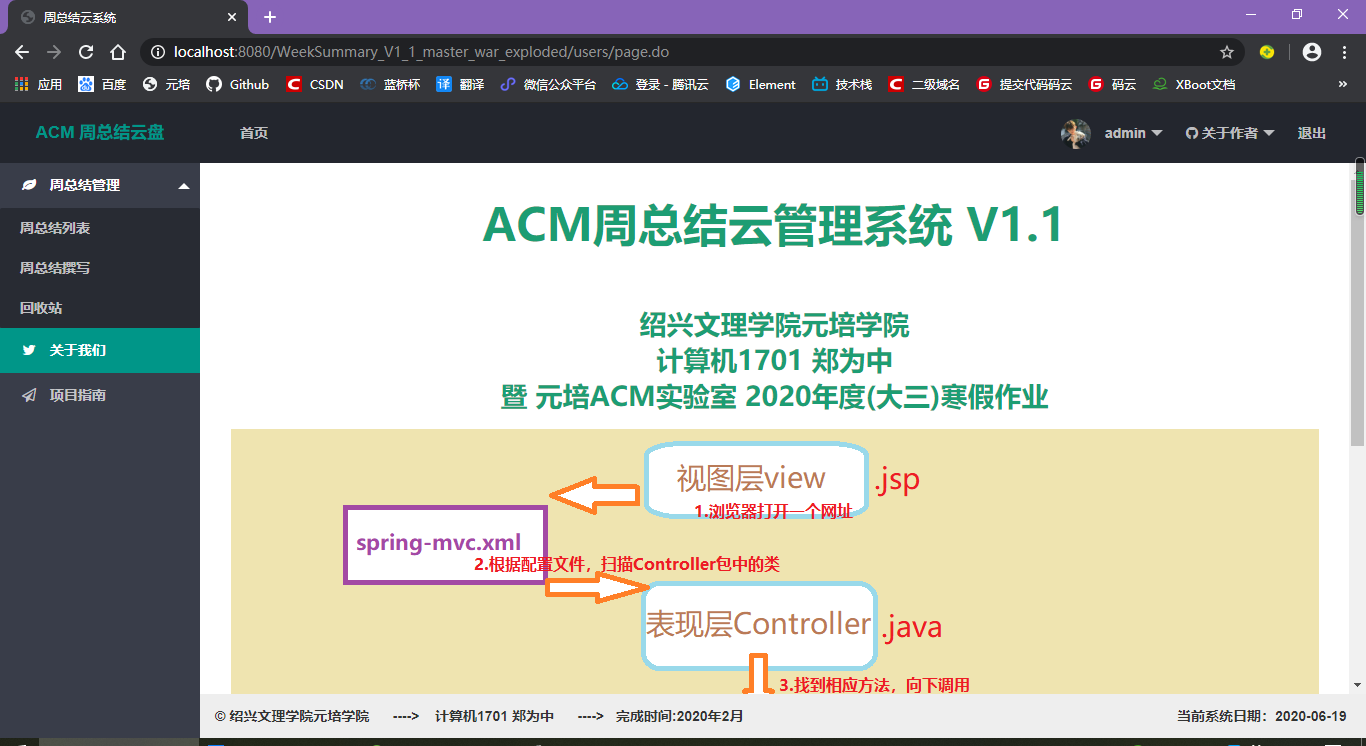 周总结云系统
localhost:8080/WeekSummary_V1_1_master_war_exploded/users/page.do
应用 百度 元培 Github CSDN 蓝桥杯 翻译 微信公众平台 登录 - 腾讯云 Element 技术栈 二级域名 提交代码码云 码云 XBoot文档 »
ACM 周总结云盘 首页 admin 关于作者 退出
周总结管理
周总结列表
周总结撰写
回收站
关于我们
项目指南
ACM周总结云管理系统 V1.1
绍兴文理学院元培学院
计算机1701 郑为中
暨 元培ACM实验室 2020年度(大三)寒假作业
视图层view .jsp
1.浏览器打开一个网址
spring-mvc.xml
2.根据配置文件，扫描Controller包中的类
表现层Controller .java
3.找到相应方法，向下调用
© 绍兴文理学院元培学院 ----> 计算机1701 郑为中 ----> 完成时间:2020年2月 当前系统日期：2020-06-19